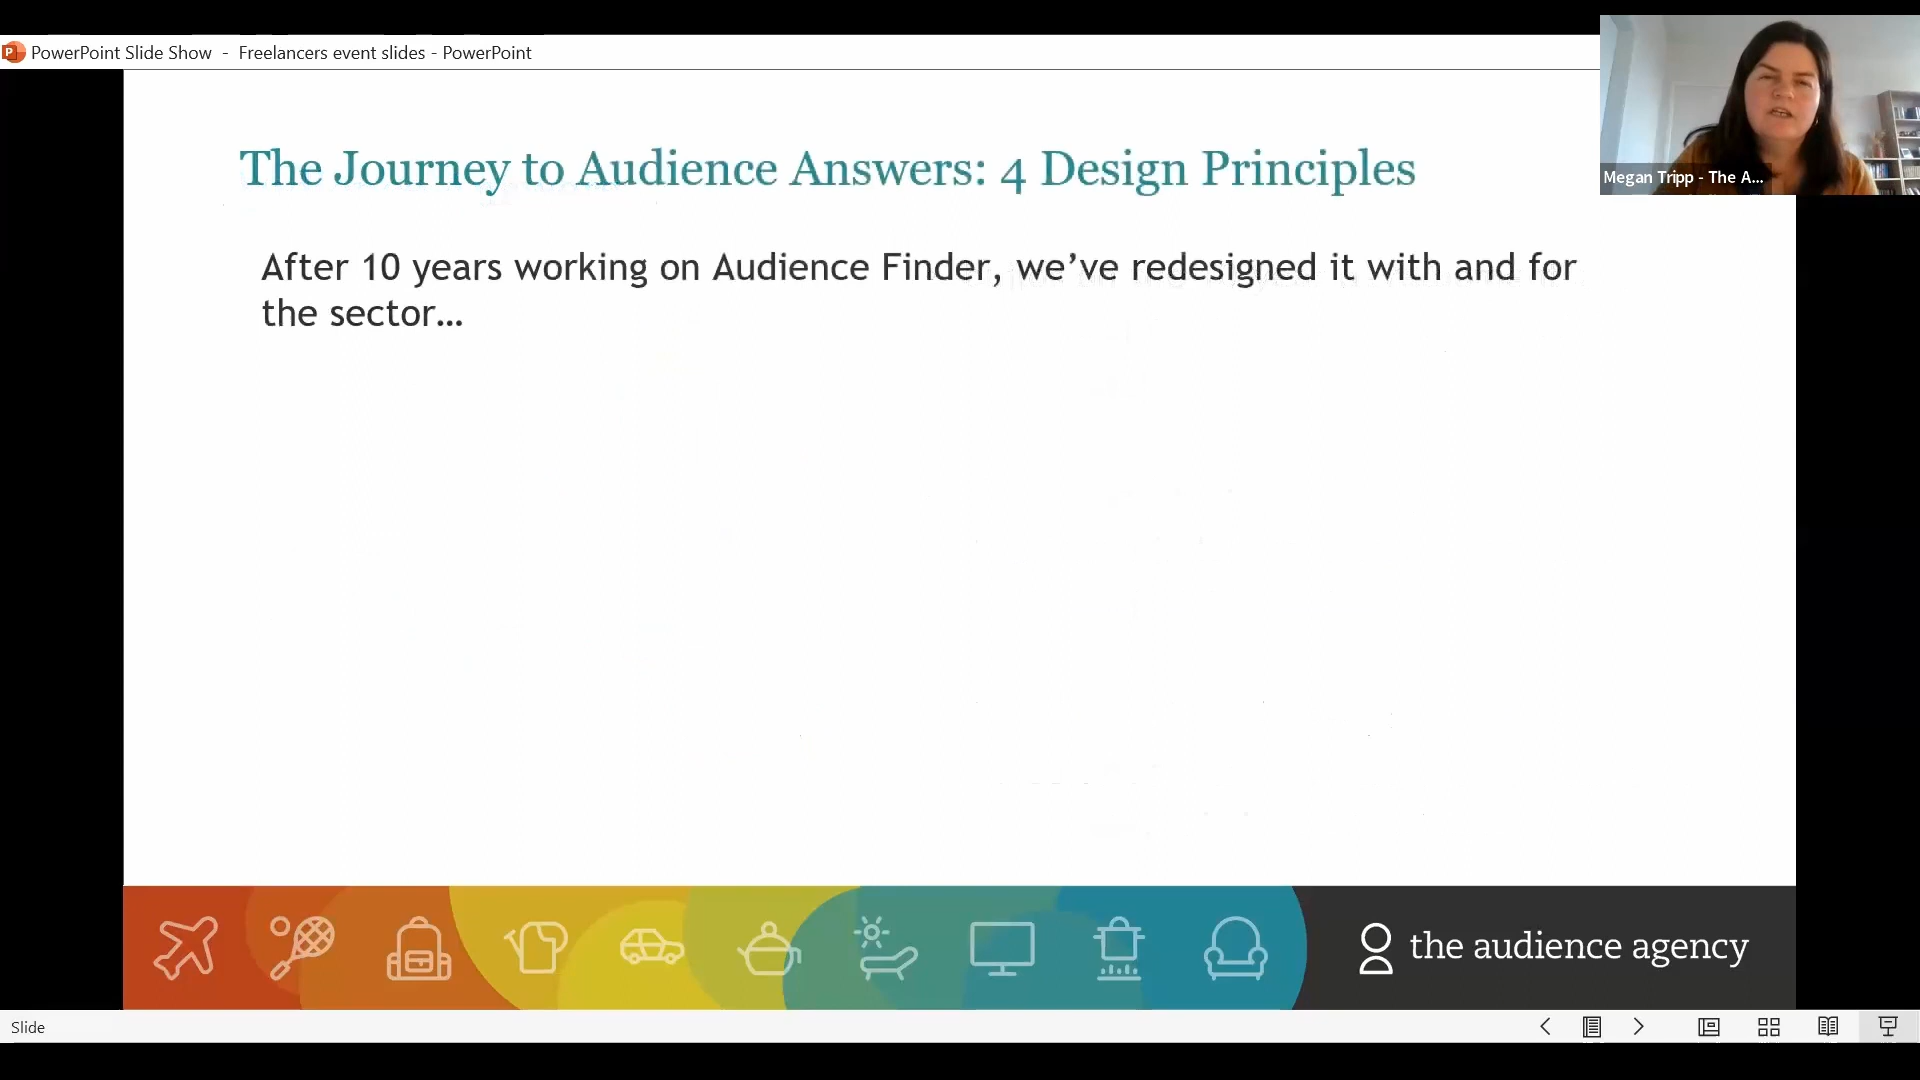 PowerPoint Slide Show - Freelancers event slides - PowerPoint
Megan Tripp - The A...
The Journey to Audience Answers: 4 Design Principles
After 10 years working on Audience Finder, we’ve redesigned it with and for
the sector…
the audience agency
Slide